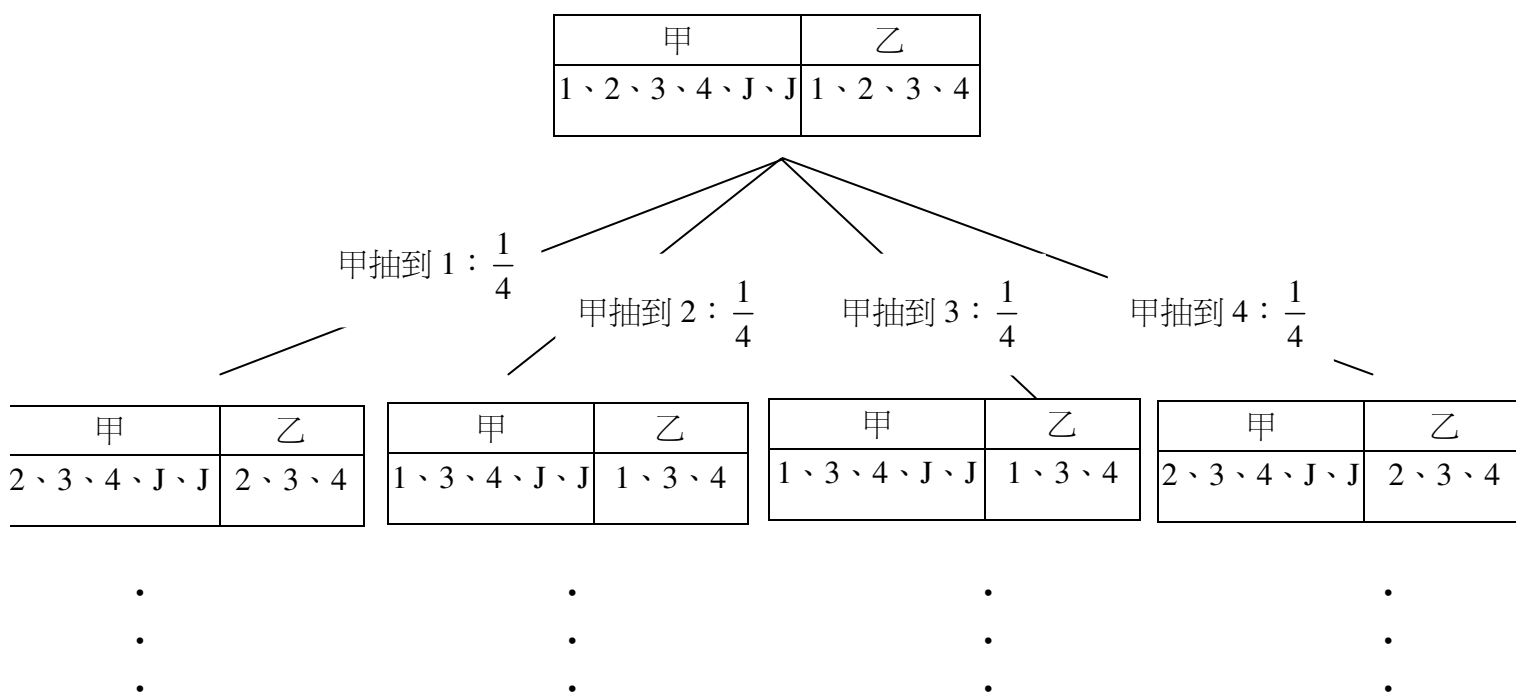 甲 乙
1、2、3、4、J、J 1、2、3、4
甲抽到 1：1/4
甲抽到 2：1/4
甲抽到 3：1/4
甲抽到 4：1/4
甲 乙
2、3、4、J、J 2、3、4
甲 乙
1、3、4、J、J 1、3、4
甲 乙
1、3、4、J、J 1、3、4
甲 乙
2、3、4、J、J 2、3、4